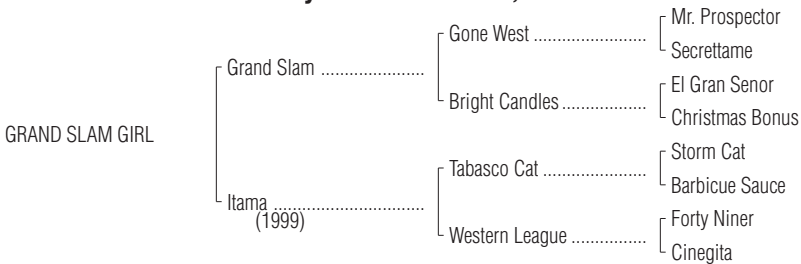 Mr. Prospector
Gone West ........................
Secrettame
Grand Slam ......................
El Gran Senor
Bright Candles ..................
Christmas Bonus
GRAND SLAM GIRL
Storm Cat
Tabasco Cat ......................
Barbicue Sauce
Itama ................................
(1999)
Forty Niner
Western League ................
Cinegita